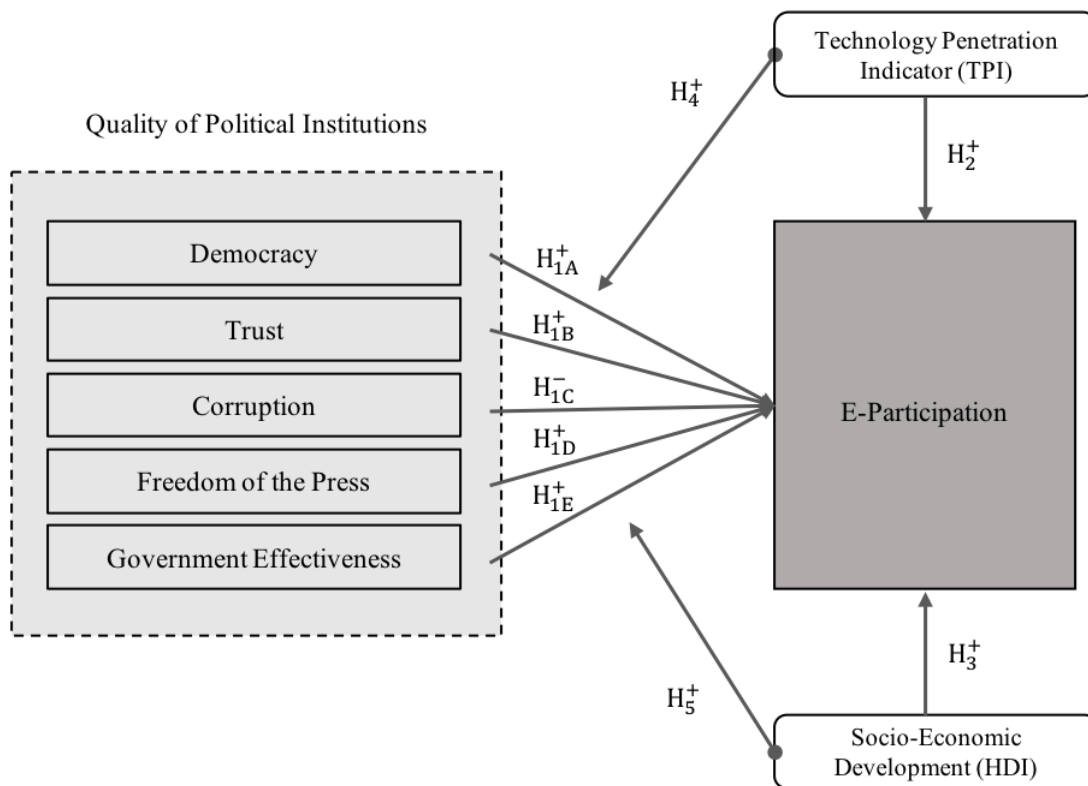 Technology Penetration
Indicator (TPI)
H₄⁺
Quality of Political Institutions
H₂⁺
Democracy
H₁A⁺
Trust
H₁B⁺
Corruption
H₁C⁻
E-Participation
Freedom of the Press
H₁D⁺
H₁E⁺
Government Effectiveness
H₃⁺
H₅⁺
Socio-Economic
Development (HDI)